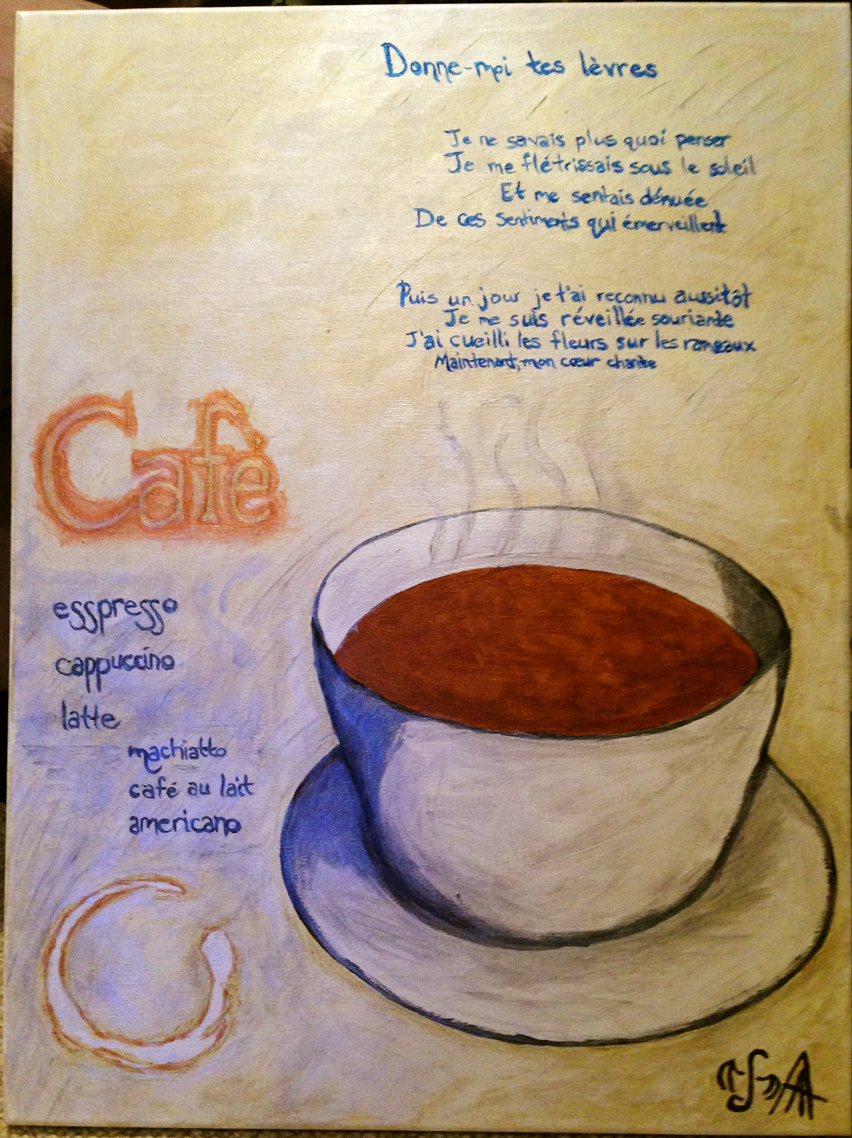 Donne-moi tes lèvres
Je ne savais plus quoi penser
Je me flétrissais sous le soleil
Et me sentais dénuée
De ces sentiments qui émerveillent
Puis un jour je t'ai reconnu aussitôt
Je me suis réveillée souriante
J'ai cueilli les fleurs sur les rameaux
Maintenant, mon cœur chante
Café
esspresso
cappuccino
latte
machiatto
café au lait
americano